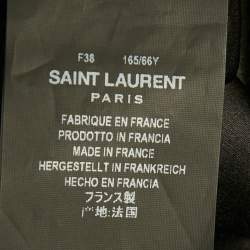 F38 165/66Y
SAINT LAURENT
PARIS
FABRIQUE EN FRANCE
PRODOTTO IN FRANCIA
MADE IN FRANCE
HERGESTELLT IN FRANKREICH
HECHO EN FRANCIA
フランス製
地:法国